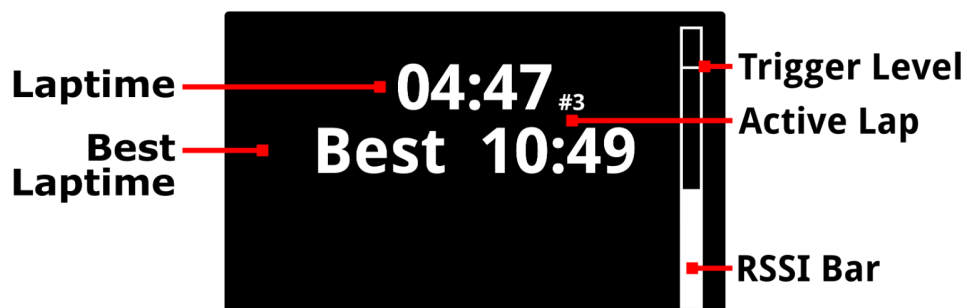 Laptime
Best
Laptime
04:47 #3
Best 10:49
Trigger Level
Active Lap
RSSI Bar